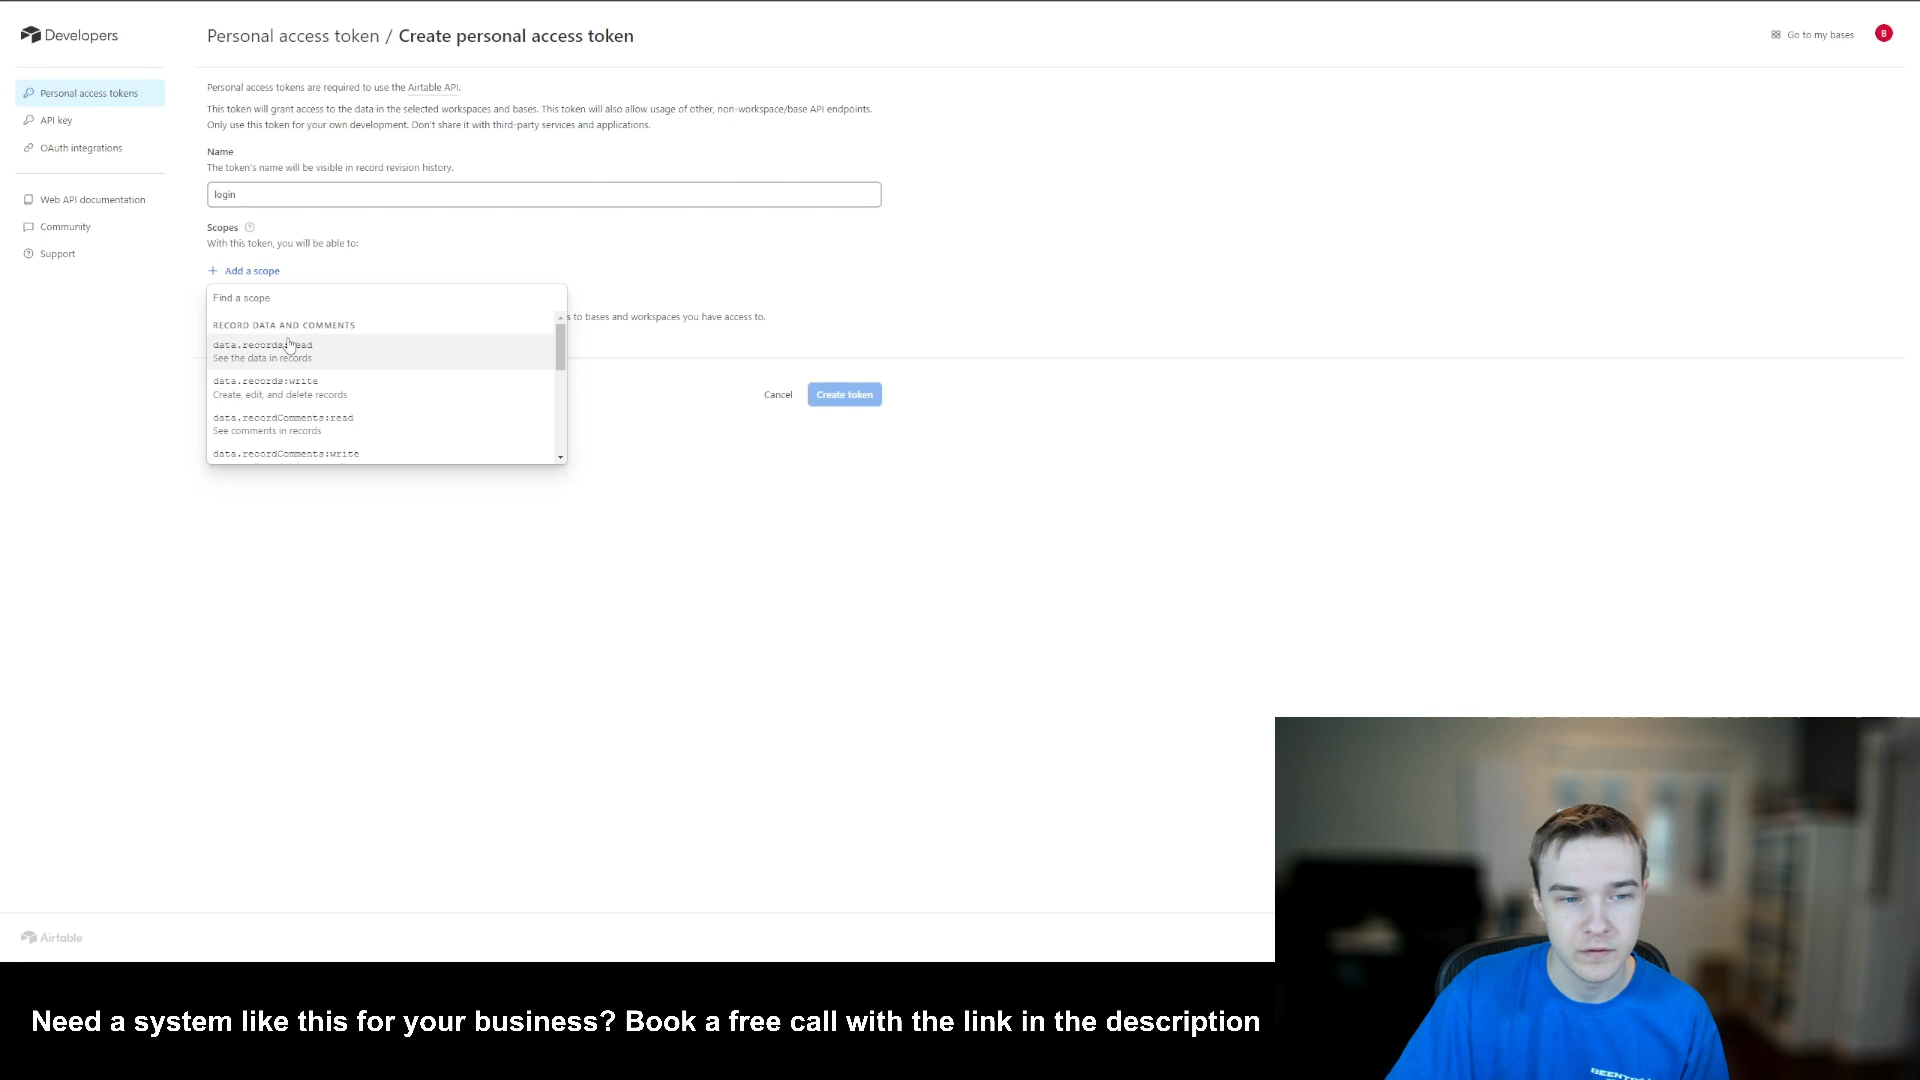 Developers
Personal access token / Create personal access token
Go to my bases
B
Personal access tokens
API key
OAuth integrations
Web API documentation
Community
Support
Personal access tokens are required to use the Airtable API.
This token will grant access to the data in the selected workspaces and bases. This token will also allow usage of other, non-workspace/base API endpoints.
Only use this token for your own development. Don't share it with third-party services and applications.
Name
The token's name will be visible in record revision history.
login
Scopes
With this token, you will be able to:
+ Add a scope
Find a scope
RECORD DATA AND COMMENTS
s to bases and workspaces you have access to.
data.records:read
See the data in records
data.records:write
Create, edit, and delete records
data.recordComments:read
See comments in records
data.recordComments:write
Cancel
Create token
Airtable
Need a system like this for your business? Book a free call with the link in the description